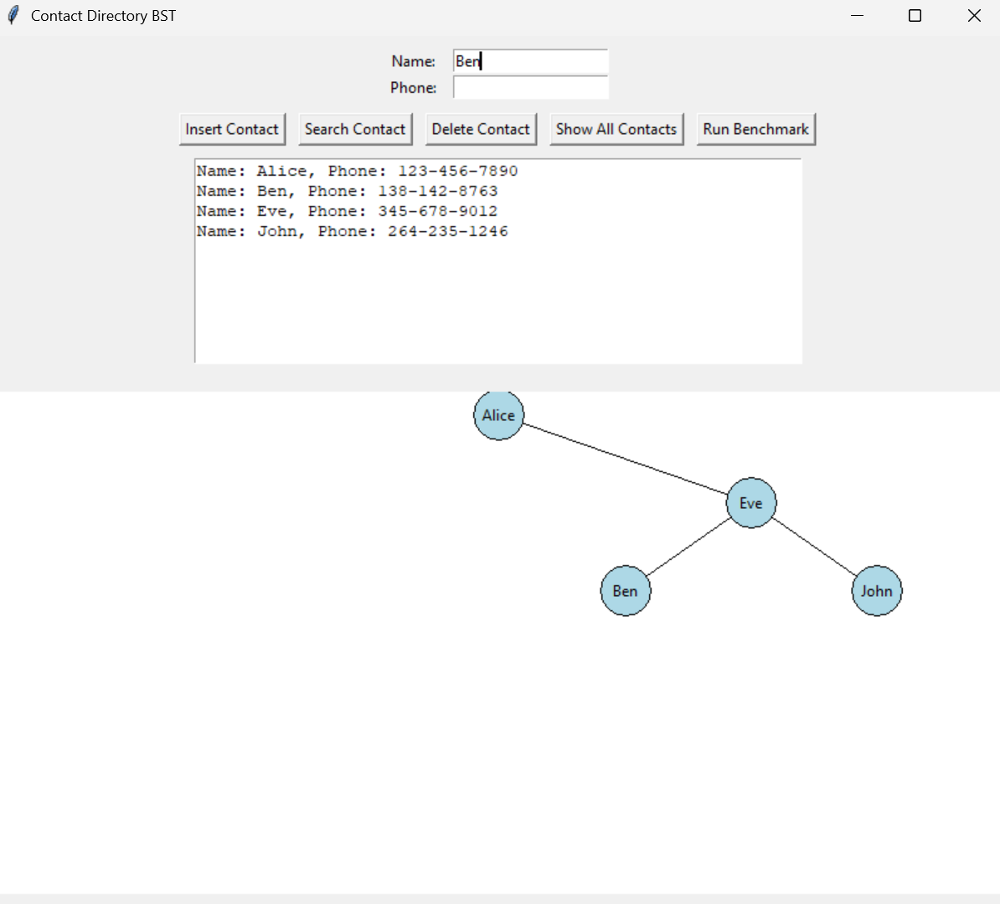 Contact Directory BST
Name: Ben
Phone:
Insert Contact Search Contact Delete Contact Show All Contacts Run Benchmark
Name: Alice, Phone: 123-456-7890
Name: Ben, Phone: 138-142-8763
Name: Eve, Phone: 345-678-9012
Name: John, Phone: 264-235-1246
Alice
Eve
Ben John